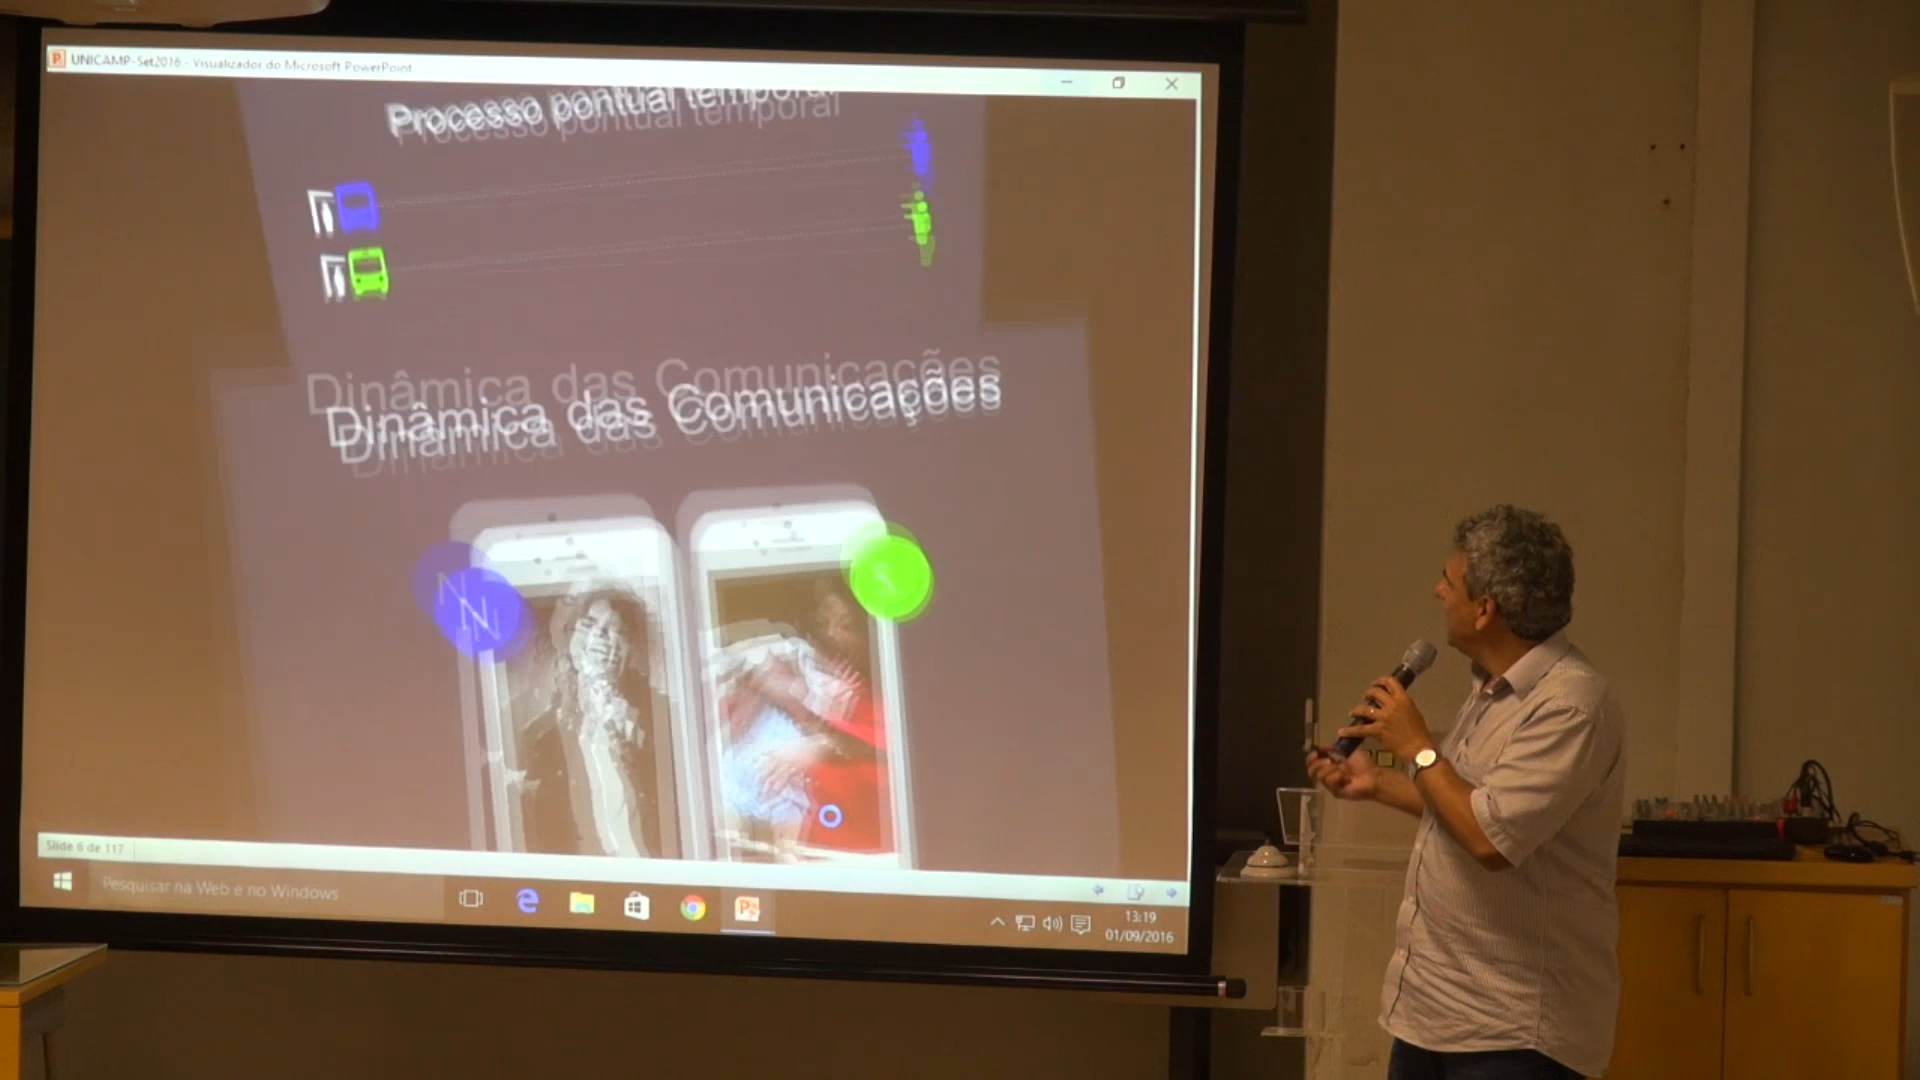 UNICAMP-Set2016 - Visualizador do Microsoft PowerPoint
Processo pontual temporal
Dinâmica das Comunicações
N
S
Slide 6 de 117
Pesquisar na Web e no Windows
13:19
01/09/2016